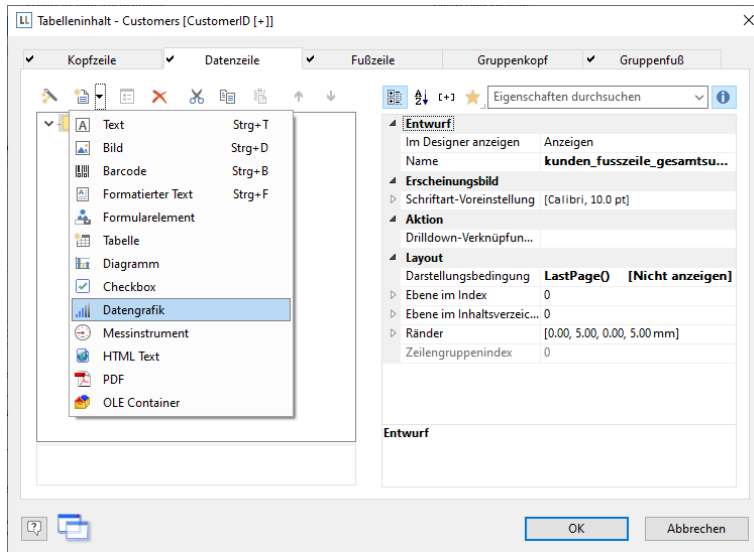 LL Tabelleninhalt - Customers [CustomerID [+]]
Kopfzeile Datenzeile Fußzeile Gruppenkopf Gruppenfuß
Eigenschaften durchsuchen
Text Strg+T
Bild Strg+D
Barcode Strg+B
Formatierter Text Strg+F
Formularelement
Tabelle
Diagramm
Checkbox
Datengrafik
Messinstrument
HTML Text
PDF
OLE Container
Entwurf
Im Designer anzeigen Anzeigen
Name kunden_fusszeile_gesamtsu...
Erscheinungsbild
Schriftart-Voreinstellung [Calibri, 10.0 pt]
Aktion
Drilldown-Verknüpfun...
Layout
Darstellungsbedingung LastPage() [Nicht anzeigen]
Ebene im Index 0
Ebene im Inhaltsverzeic... 0
Ränder [0.00, 5.00, 0.00, 5.00 mm]
Zeilengruppenindex 0
Entwurf
OK Abbrechen